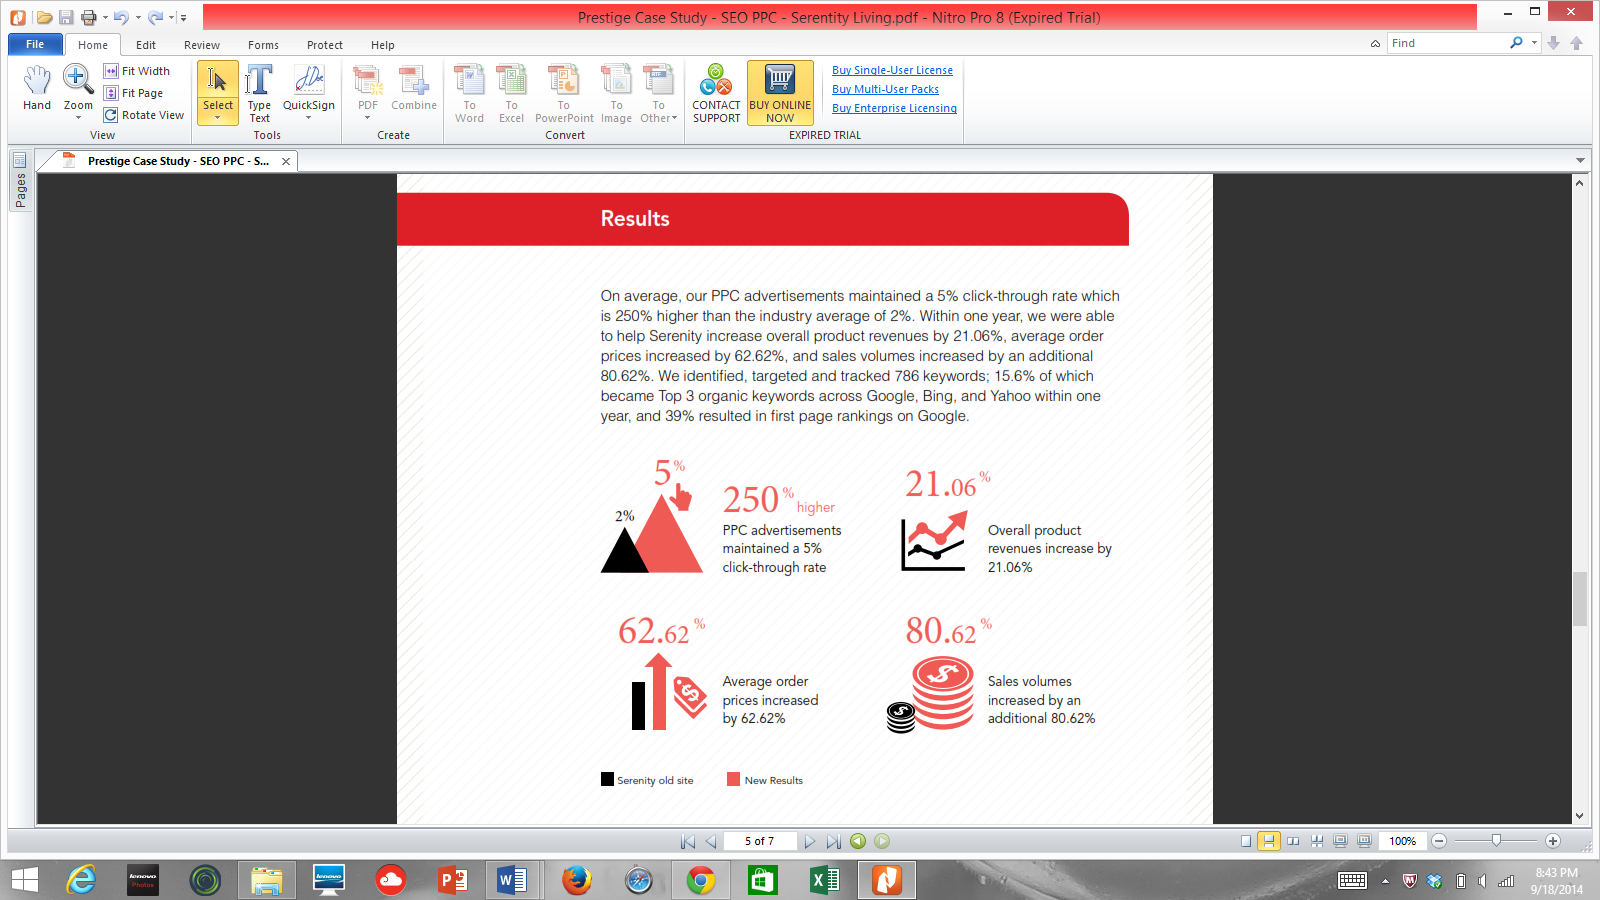 Prestige Case Study - SEO PPC - Serentity Living.pdf - Nitro Pro 8 (Expired Trial)
File Home Edit Review Forms Protect Help
Find
Hand
Zoom
Fit Width
Fit Page
Rotate View
View
Select
Type Text
QuickSign
Tools
PDF
Combine
Create
To Word
To Excel
To PowerPoint
To Image
To Other
Convert
CONTACT SUPPORT
BUY ONLINE NOW
Buy Single-User License
Buy Multi-User Packs
Buy Enterprise Licensing
EXPIRED TRIAL
Prestige Case Study - SEO PPC - S...
Pages
Results
On average, our PPC advertisements maintained a 5% click-through rate which
is 250% higher than the industry average of 2%. Within one year, we were able
to help Serenity increase overall product revenues by 21.06%, average order
prices increased by 62.62%, and sales volumes increased by an additional
80.62%. We identified, targeted and tracked 786 keywords; 15.6% of which
became Top 3 organic keywords across Google, Bing, and Yahoo within one
year, and 39% resulted in first page rankings on Google.
5%
2%
250% higher
PPC advertisements
maintained a 5%
click-through rate
21.06%
Overall product
revenues increase by
21.06%
62.62%
Average order
prices increased
by 62.62%
80.62%
Sales volumes
increased by an
additional 80.62%
Serenity old site
New Results
5 of 7
100%
lenovo
Photos
lenovo
8:43 PM
9/18/2014